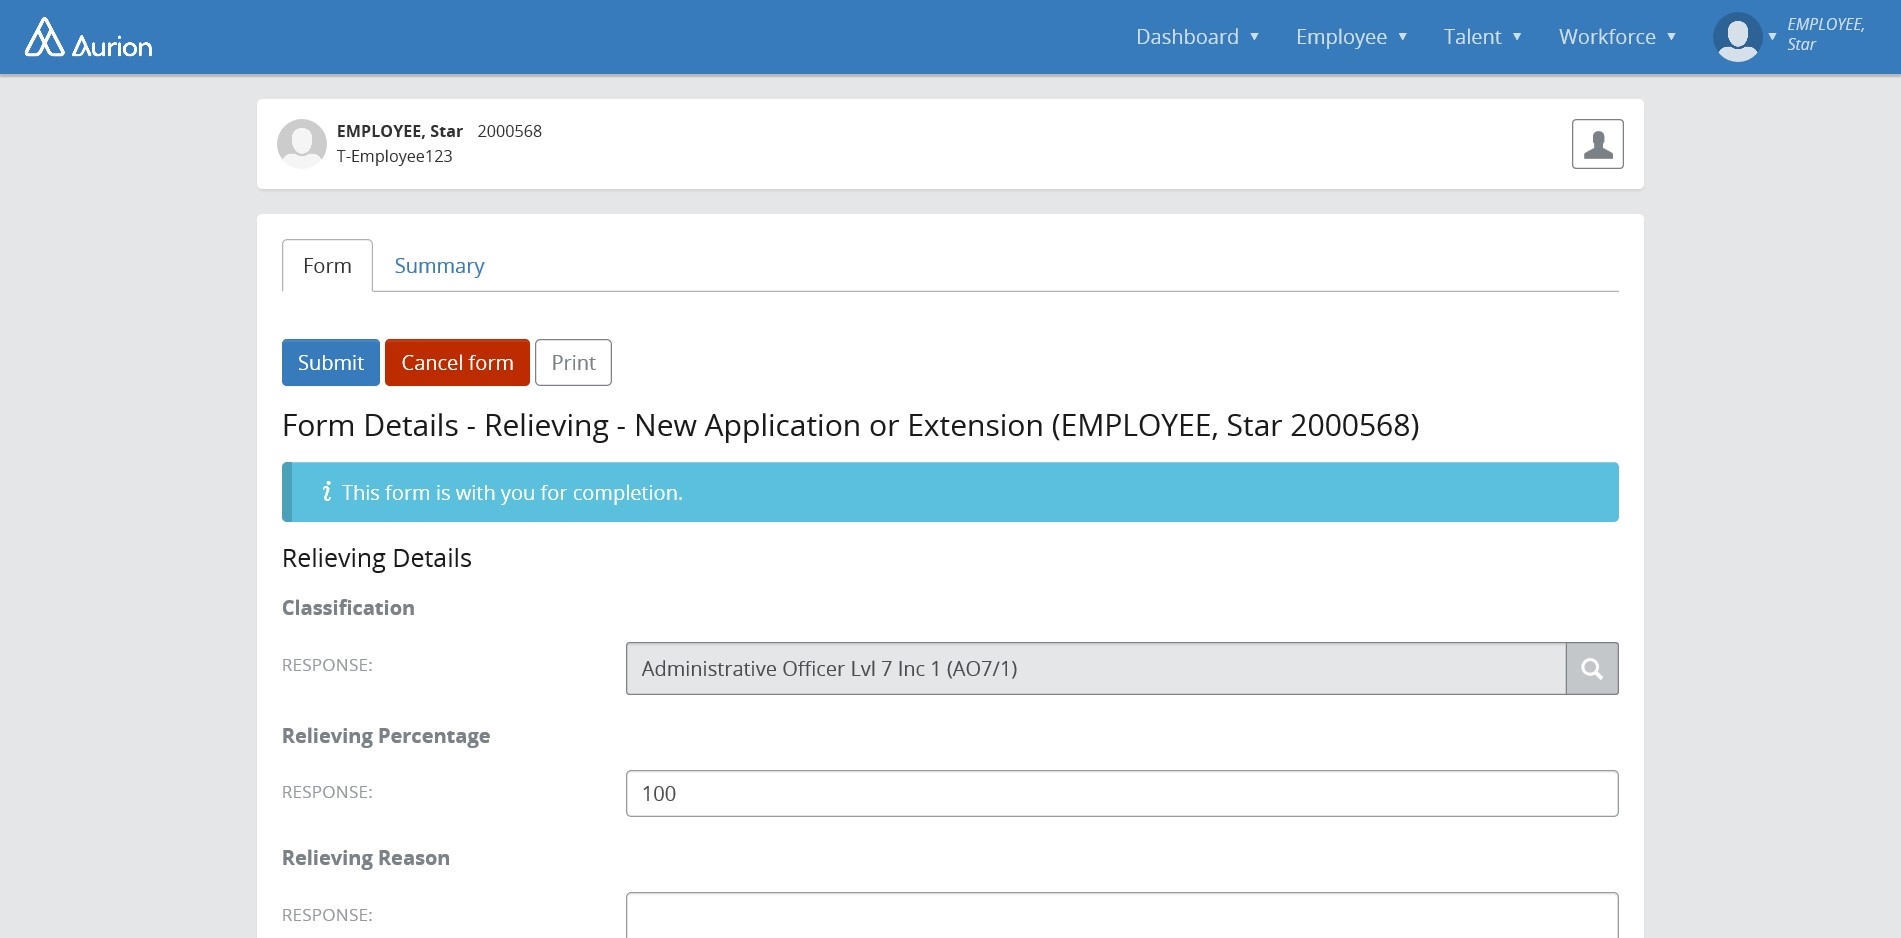 Aurion
Dashboard ▼ Employee ▼ Talent ▼ Workforce ▼ ▼ EMPLOYEE,
Star
EMPLOYEE, Star 2000568
T-Employee123
Form Summary
Submit Cancel form Print
Form Details - Relieving - New Application or Extension (EMPLOYEE, Star 2000568)
i This form is with you for completion.
Relieving Details
Classification
RESPONSE: Administrative Officer Lvl 7 Inc 1 (AO7/1)
Relieving Percentage
RESPONSE: 100
Relieving Reason
RESPONSE: